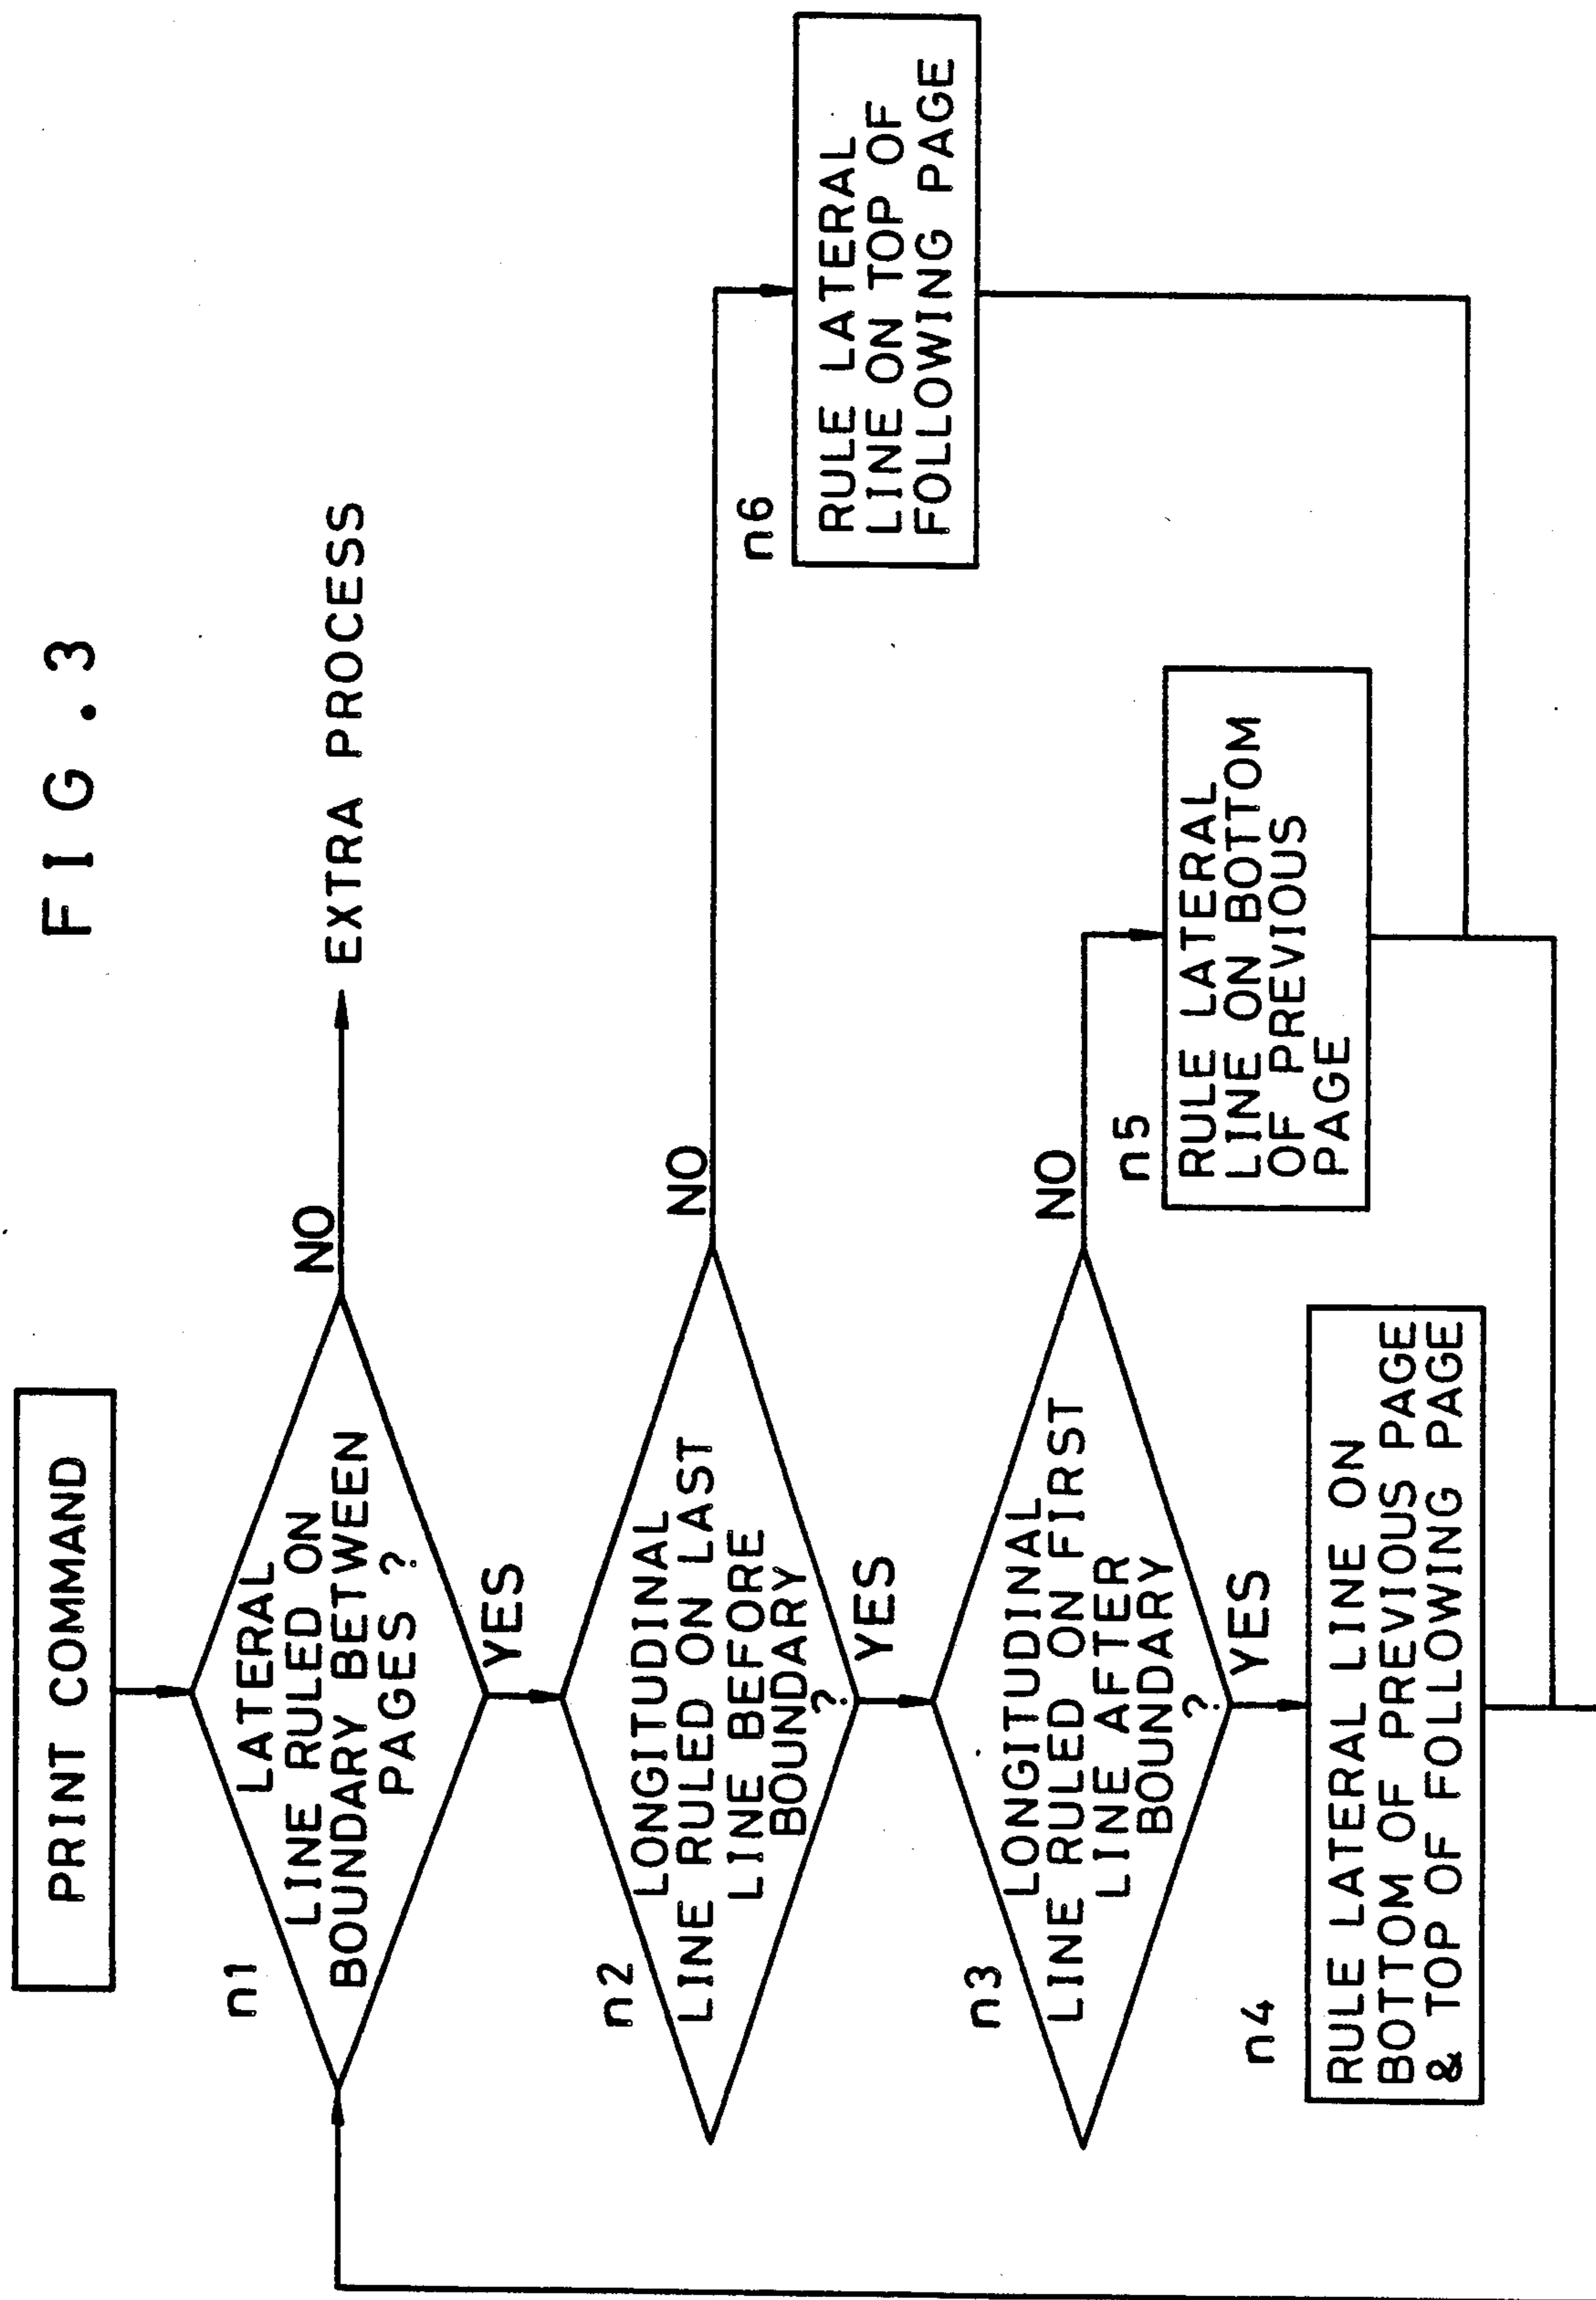 FIG.3
PRINT COMMAND
n1
LATERAL
LINE RULED ON
BOUNDARY BETWEEN
PAGES ?
NO
EXTRA PROCESS
YES
n2
LONGITUDINAL
LINE RULED ON LAST
LINE BEFORE
BOUNDARY
?
NO
YES
n6
RULE LATERAL
LINE ON TOP OF
FOLLOWING PAGE
n3
LONGITUDINAL
LINE RULED ON FIRST
LINE AFTER
BOUNDARY
?
NO
YES
n5
RULE LATERAL
LINE ON BOTTOM
OF PREVIOUS
PAGE
n4
RULE LATERAL LINE ON
BOTTOM OF PREVIOUS PAGE
& TOP OF FOLLOWING PAGE